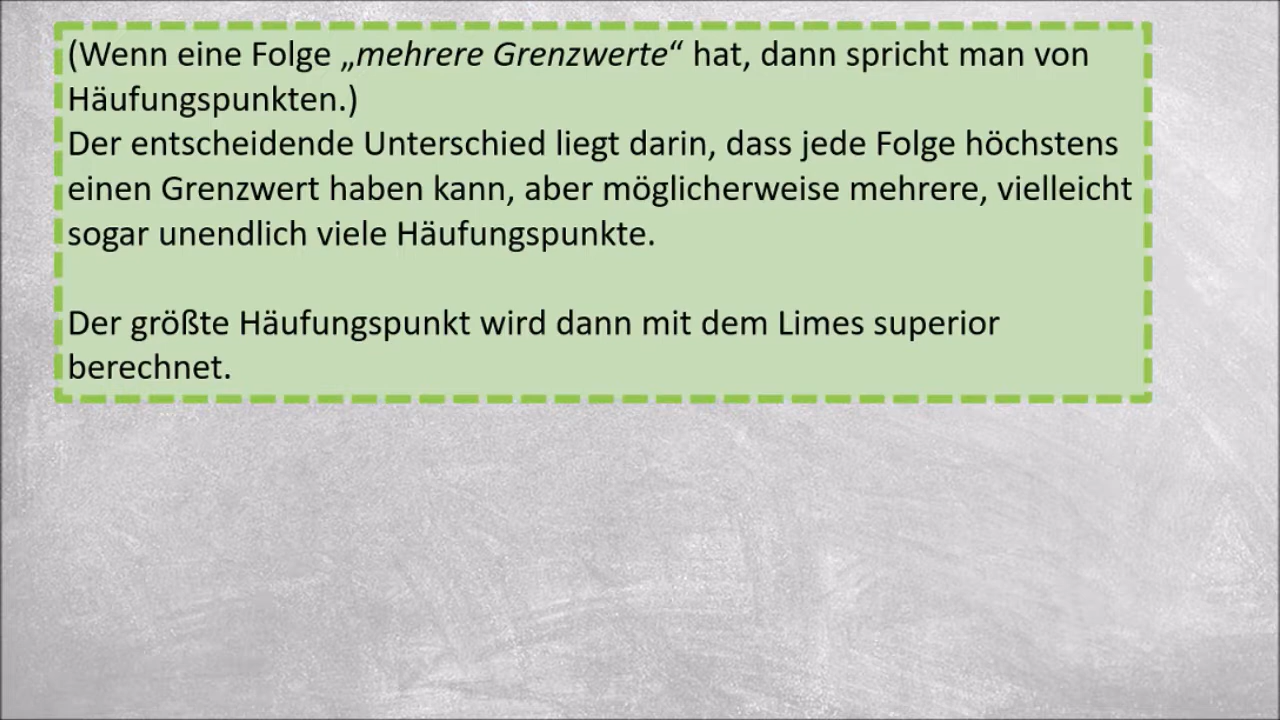 (Wenn eine Folge „mehrere Grenzwerte“ hat, dann spricht man von
Häufungspunkten.)
Der entscheidende Unterschied liegt darin, dass jede Folge höchstens
einen Grenzwert haben kann, aber möglicherweise mehrere, vielleicht
sogar unendlich viele Häufungspunkte.
Der größte Häufungspunkt wird dann mit dem Limes superior
berechnet.